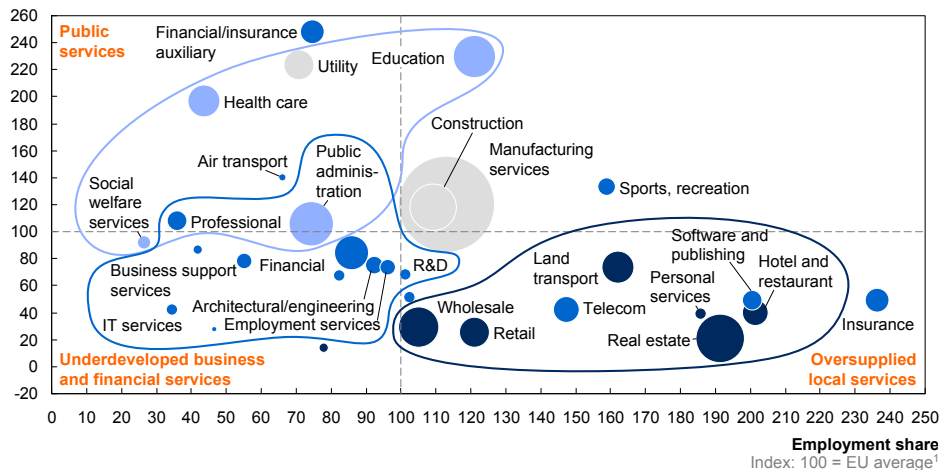 260
240
220
200
180
160
140
120
100
80
60
40
20
0
-20
Public
services
Financial/insurance
auxiliary
Utility
Education
Health care
Construction
Manufacturing
services
Air transport
Public
adminis-
tration
Social
welfare
services
Professional
Sports, recreation
Business support
services
Financial
R&D
Land
transport
Software and
publishing
Personal
services
Hotel and
restaurant
Architectural/engineering
IT services
Employment services
Wholesale
Retail
Telecom
Real estate
Insurance
Underdeveloped business
and financial services
Oversupplied
local services
0 10 20 30 40 50 60 70 80 90 100 110 120 130 140 150 160 170 180 190 200 210 220 230 240 250
Employment share
Index: 100 = EU average¹